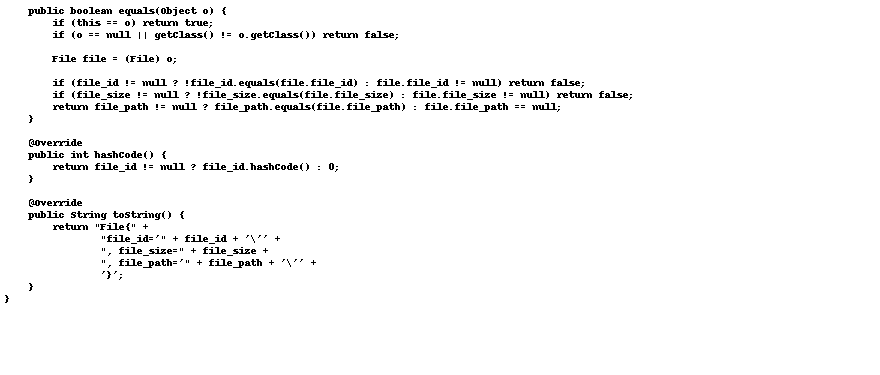 public boolean equals(Object o) {
        if (this == o) return true;
        if (o == null || getClass() != o.getClass()) return false;

        File file = (File) o;

        if (file_id != null ? !file_id.equals(file.file_id) : file.file_id != null) return false;
        if (file_size != null ? !file_size.equals(file.file_size) : file.file_size != null) return false;
        return file_path != null ? file_path.equals(file.file_path) : file.file_path == null;
    }

    @Override
    public int hashCode() {
        return file_id != null ? file_id.hashCode() : 0;
    }

    @Override
    public String toString() {
        return "File{" +
                "file_id='" + file_id + '\'' +
                ", file_size=" + file_size +
                ", file_path='" + file_path + '\'' +
                '}';
    }
}